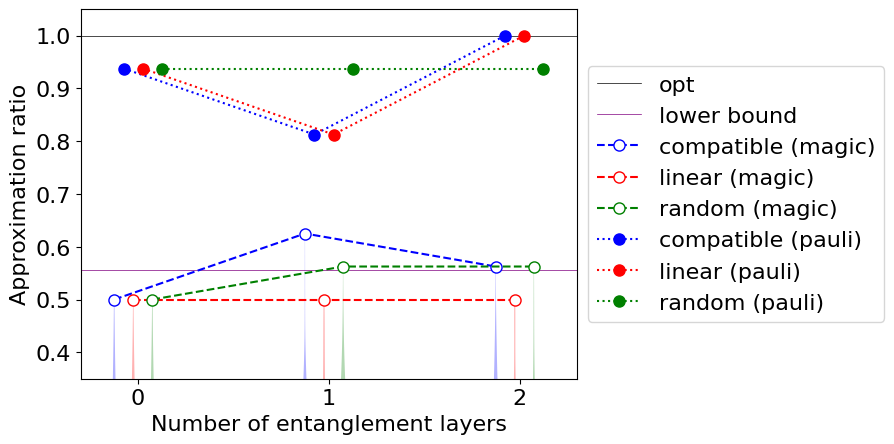 1.0
0.9
0.8
0.7
0.6
0.5
0.4
Approximation ratio
0 1 2
Number of entanglement layers
opt
lower bound
compatible (magic)
linear (magic)
random (magic)
compatible (pauli)
linear (pauli)
random (pauli)